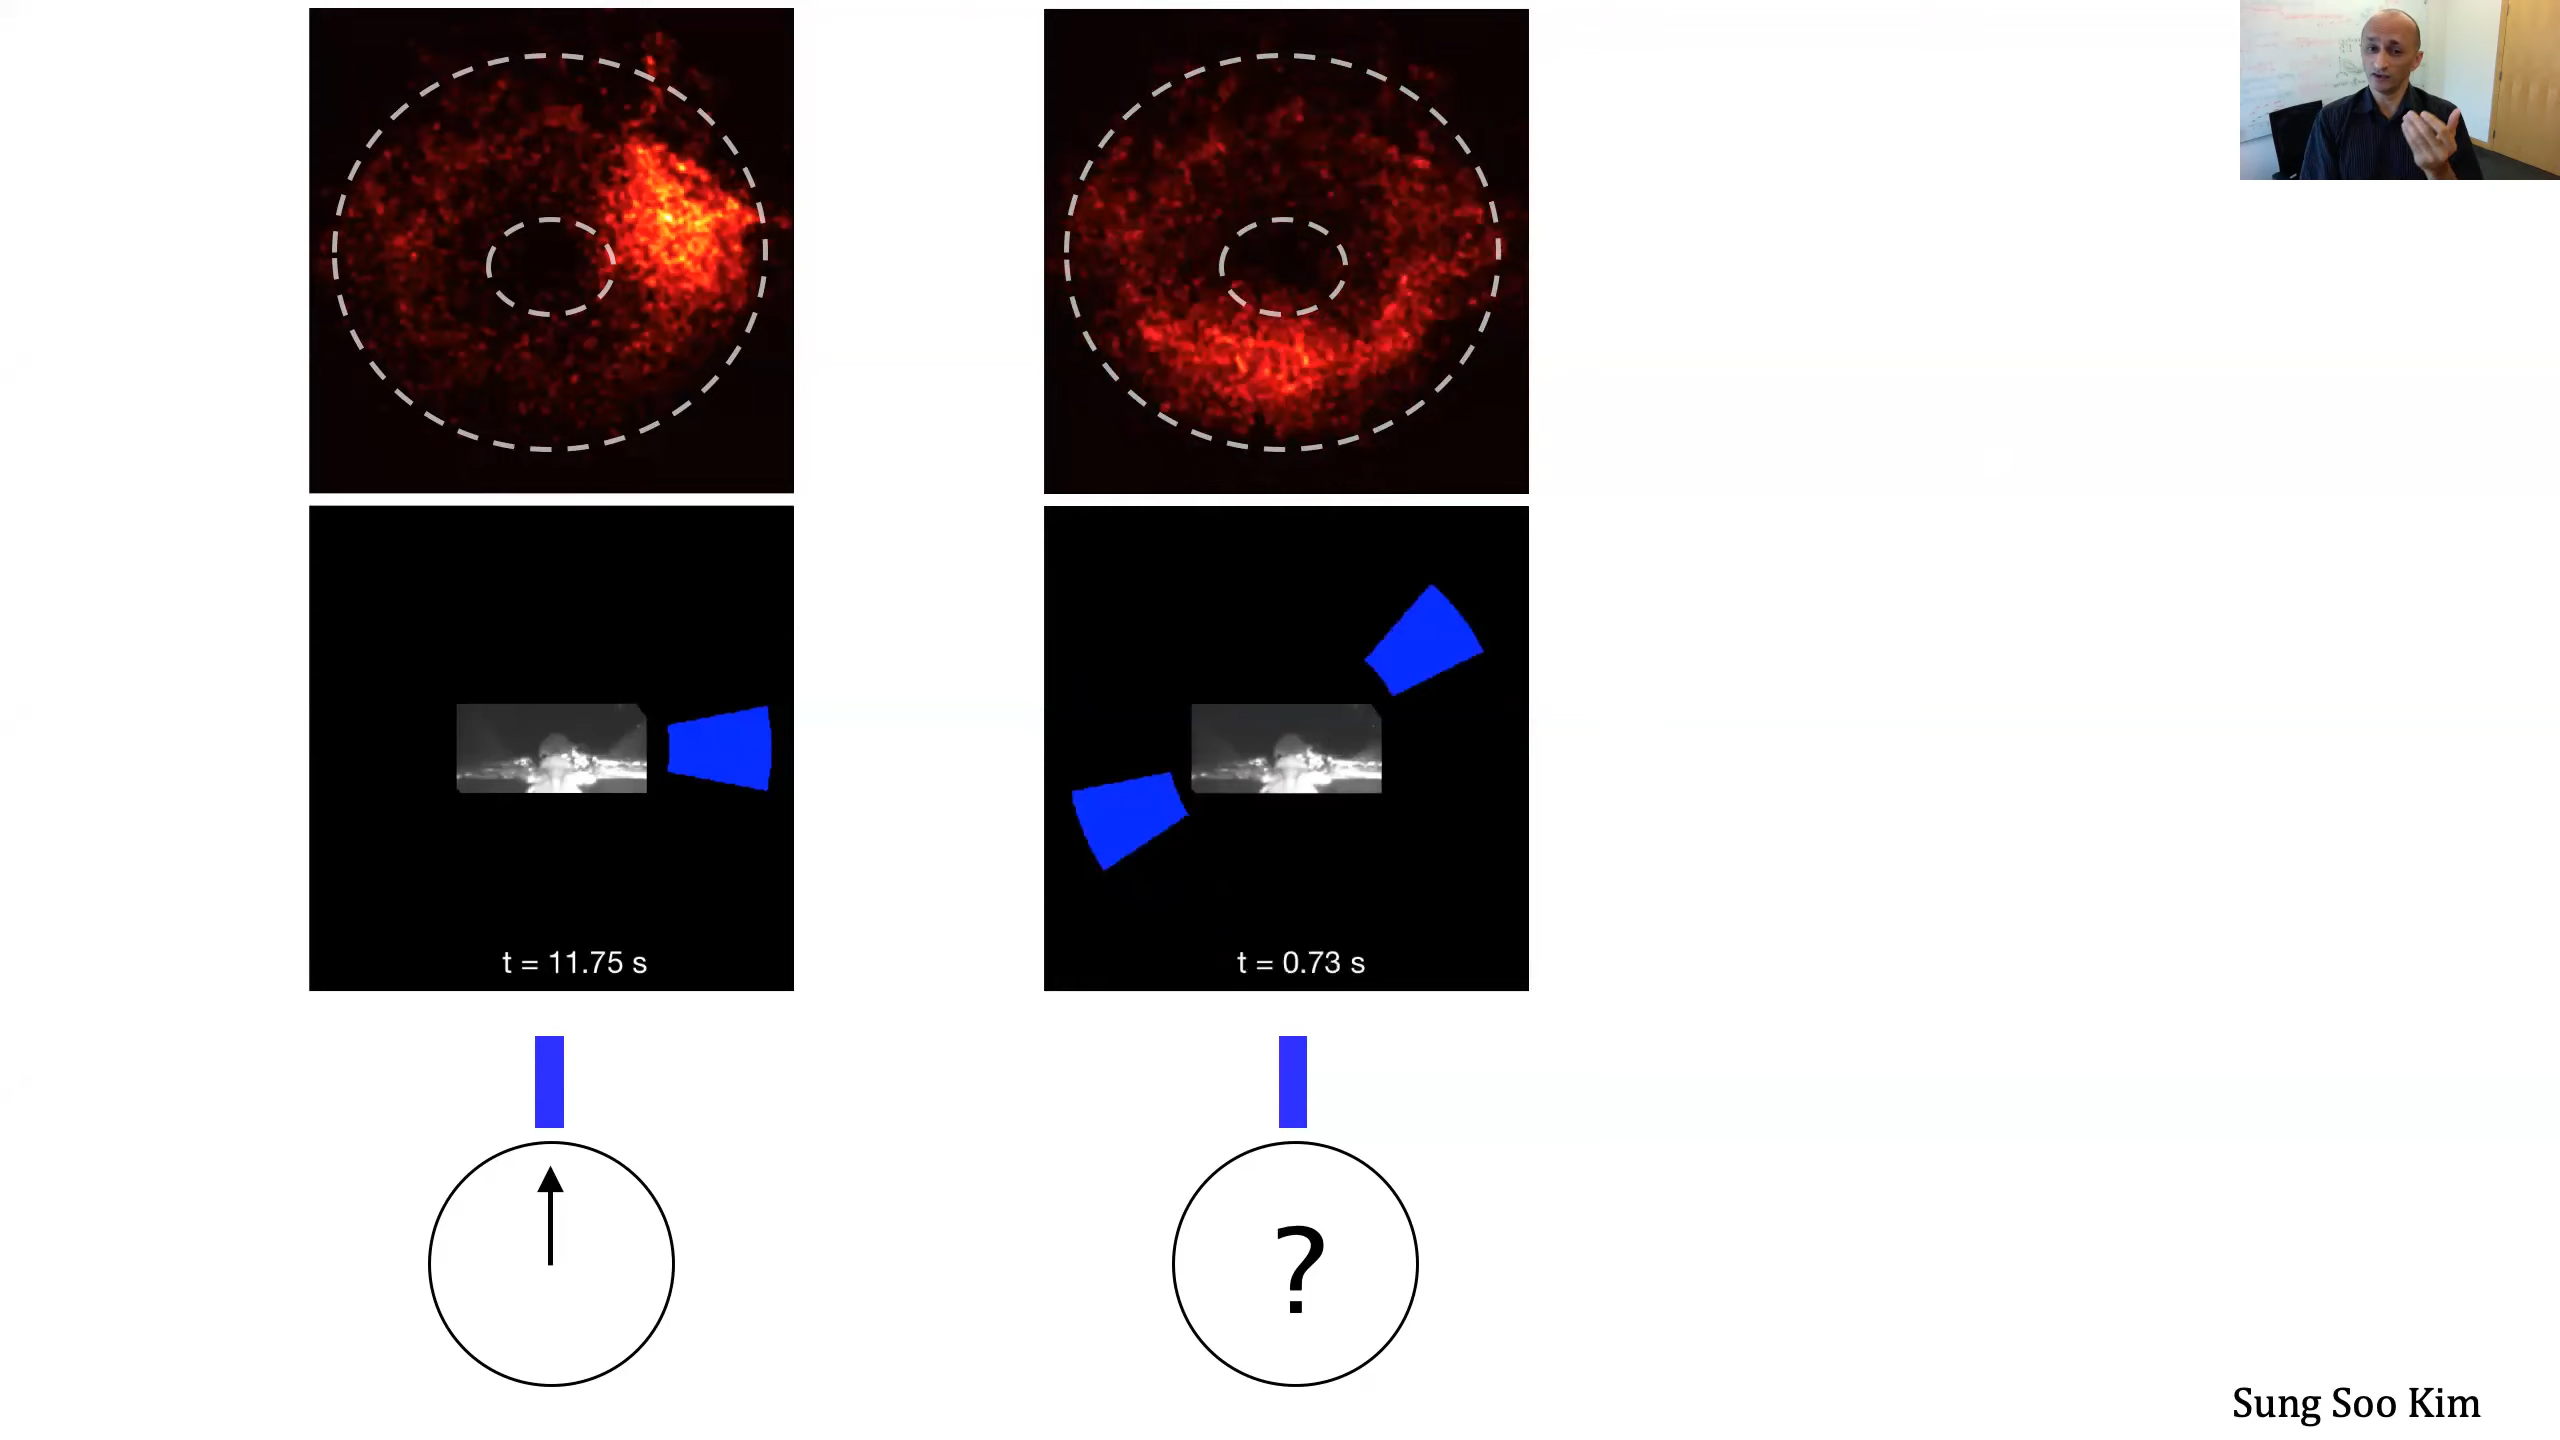 t = 11.75 s
t = 0.73 s
?
Sung Soo Kim